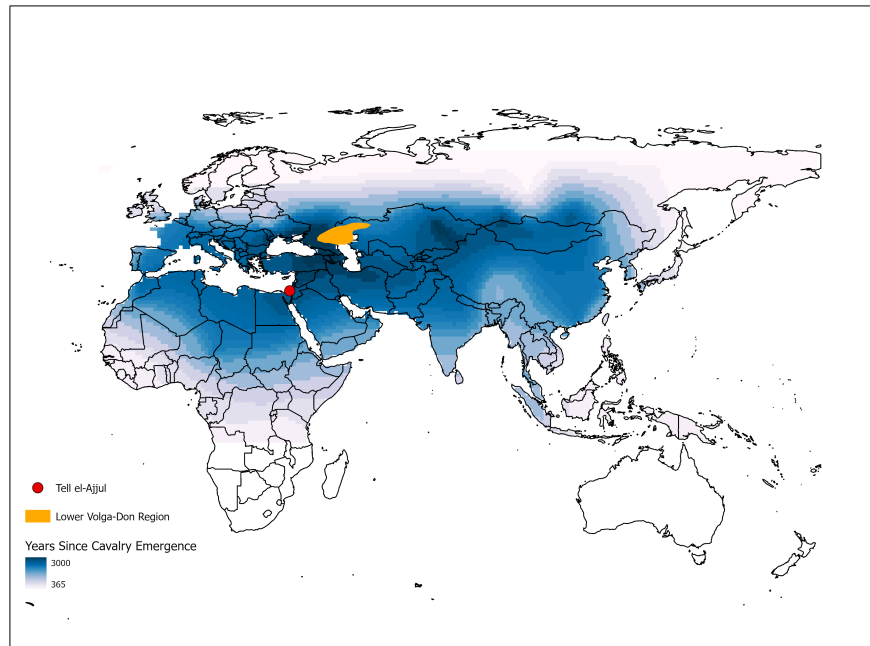 Tell el-Ajjul
Lower Volga-Don Region
Years Since Cavalry Emergence
3000
365